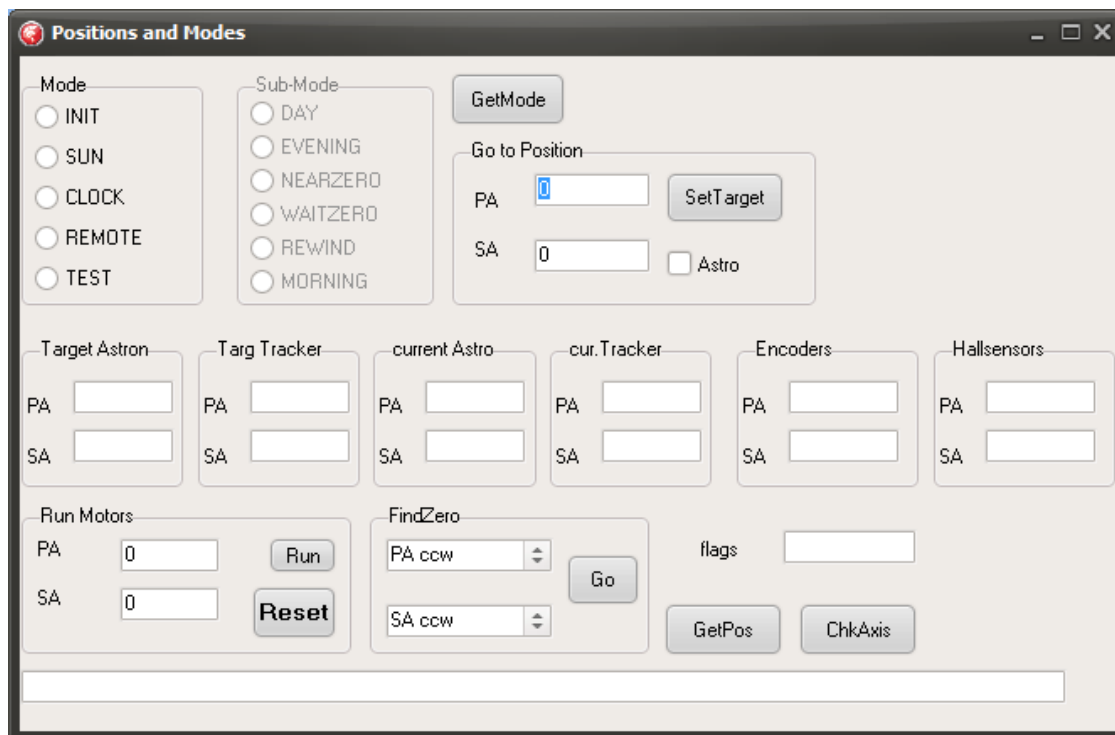 Positions and Modes
Mode
INIT
SUN
CLOCK
REMOTE
TEST
Sub-Mode
DAY
EVENING
NEARZERO
WAITZERO
REWIND
MORNING
GetMode
Go to Position
PA 0
SetTarget
SA 0
Astro
Target Astron
PA
SA
Targ Tracker
PA
SA
current Astro
PA
SA
cur.Tracker
PA
SA
Encoders
PA
SA
Hallsensors
PA
SA
Run Motors
PA 0
Run
SA 0
Reset
FindZero
PA ccw
SA ccw
Go
flags
GetPos
ChkAxis